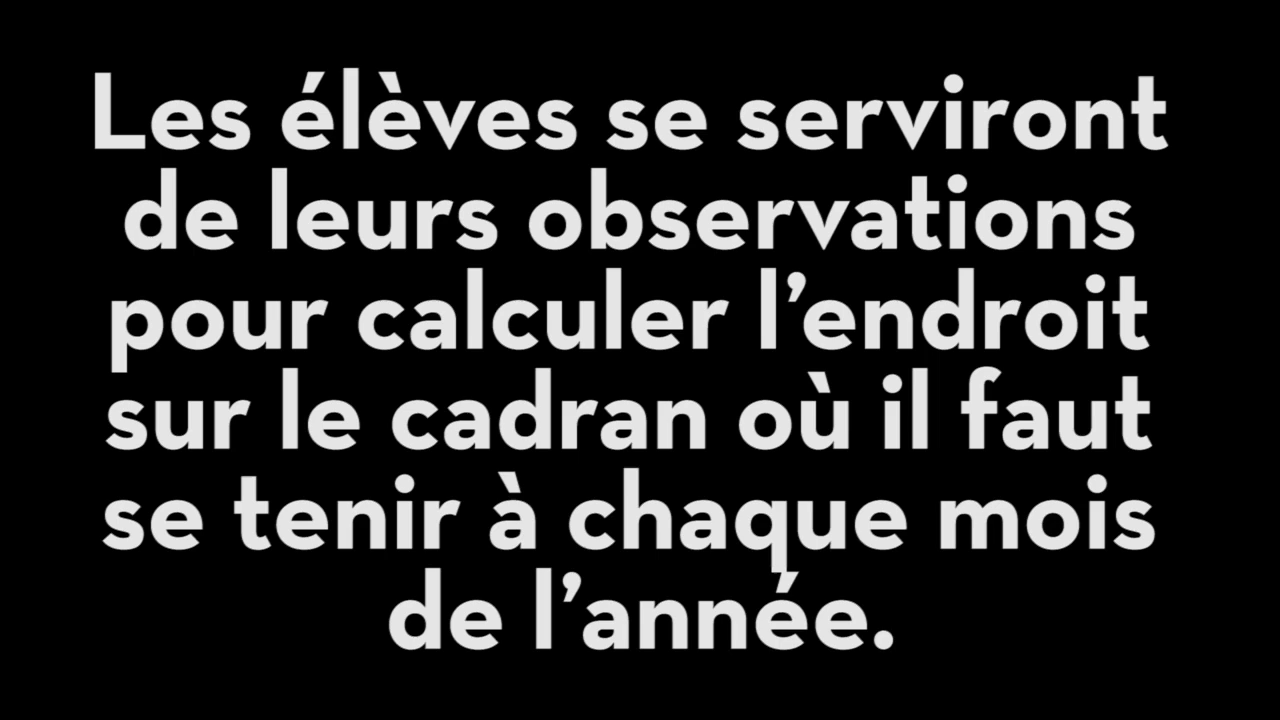 Les élèves se serviront
de leurs observations
pour calculer l’endroit
sur le cadran où il faut
se tenir à chaque mois
de l’année.